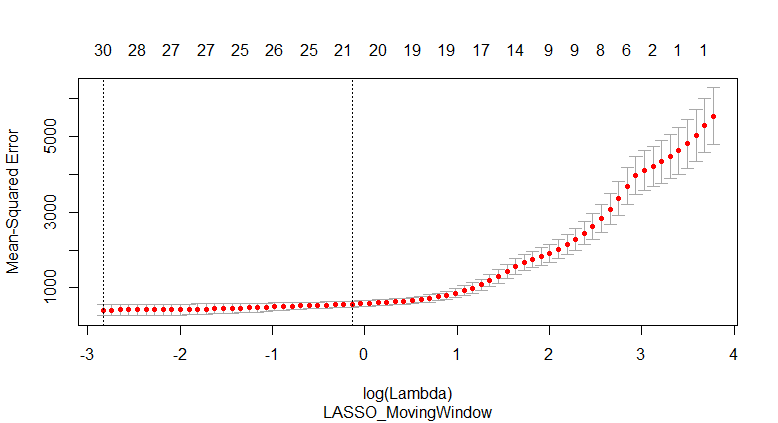 30 28 27 27 25 26 25 21 20 19 19 17 14 9 9 8 6 2 1 1
Mean-Squared Error
5000
3000
1000
-3 -2 -1 0 1 2 3 4
log(Lambda)
LASSO_MovingWindow